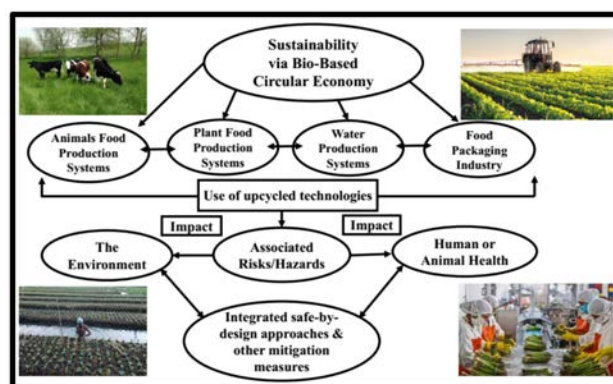 Sustainability
via Bio-Based
Circular Economy
Animals Food
Production
Systems
Plant Food
Production
Systems
Water
Production
Systems
Food
Packaging
Industry
Use of upcycled technologies
Impact
Impact
The
Environment
Associated
Risks/Hazards
Human or
Animal Health
Integrated safe-by-
design approaches &
other mitigation
measures